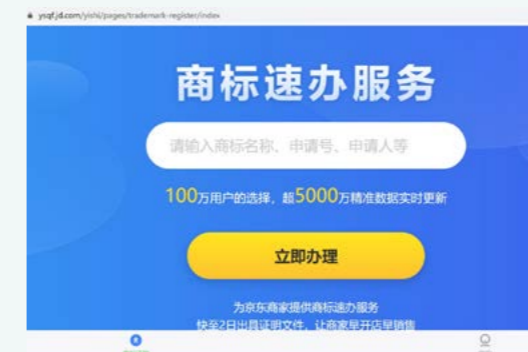 ysqf.jd.com/yishi/pages/trademark-register/index
商标速办服务
请输入商标名称、申请号、申请人等
100万用户的选择，超5000万精准数据实时更新
立即办理
为京东商家提供商标速办服务
快至2日出具证明文件，让商家早开店早销售